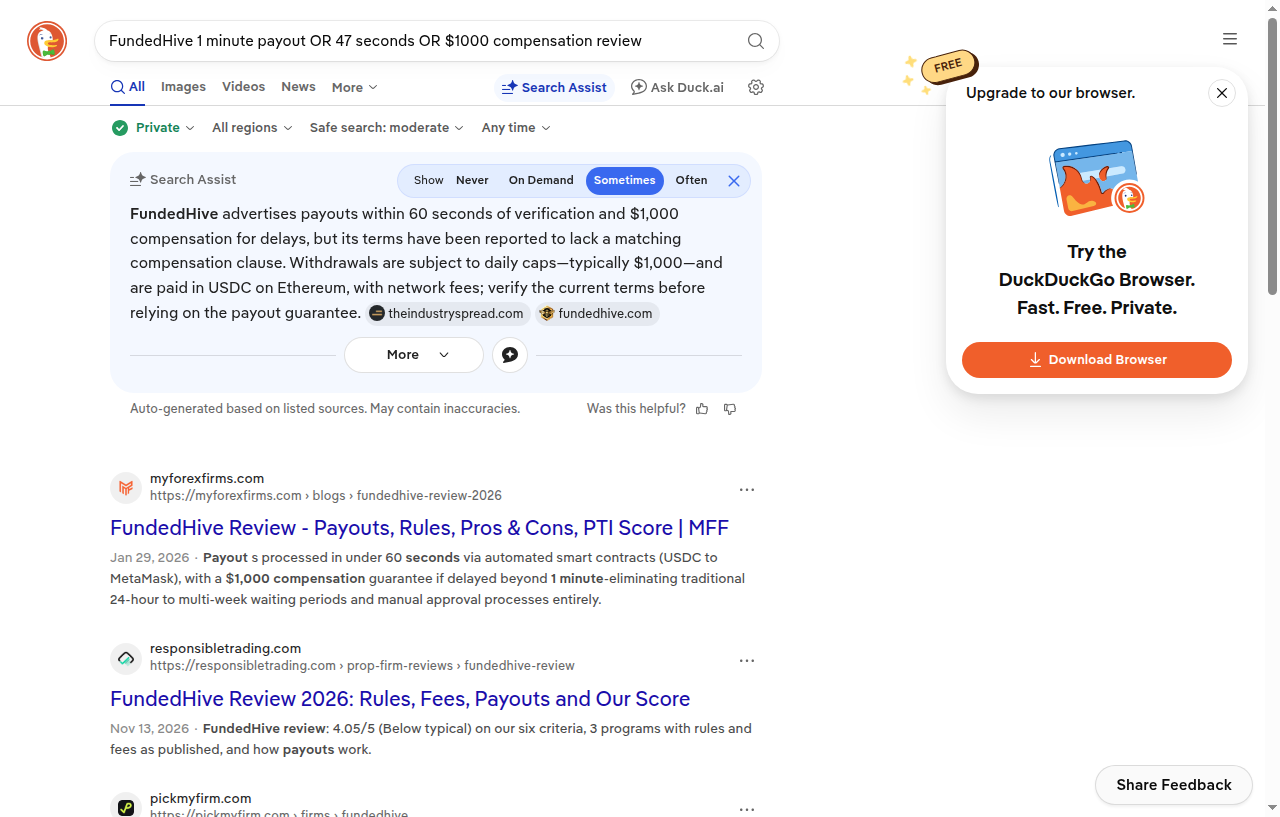 FundedHive 1 minute payout OR 47 seconds OR $1000 compensation review
All
Images
Videos
News
More
Search Assist
Ask Duck.ai
Private
All regions
Safe search: moderate
Any time
FREE
Upgrade to our browser.
Try the
DuckDuckGo Browser.
Fast. Free. Private.
Download Browser
Search Assist
Show
Never
On Demand
Sometimes
Often
FundedHive advertises payouts within 60 seconds of verification and $1,000
compensation for delays, but its terms have been reported to lack a matching
compensation clause. Withdrawals are subject to daily caps—typically $1,000—and
are paid in USDC on Ethereum, with network fees; verify the current terms before
relying on the payout guarantee. theindustryspread.com fundedhive.com
More
Auto-generated based on listed sources. May contain inaccuracies.
Was this helpful?
myforexfirms.com
https://myforexfirms.com › blogs › fundedhive-review-2026
FundedHive Review - Payouts, Rules, Pros & Cons, PTI Score | MFF
Jan 29, 2026 · Payout s processed in under 60 seconds via automated smart contracts (USDC to
MetaMask), with a $1,000 compensation guarantee if delayed beyond 1 minute-eliminating traditional
24-hour to multi-week waiting periods and manual approval processes entirely.
responsibletrading.com
https://responsibletrading.com › prop-firm-reviews › fundedhive-review
FundedHive Review 2026: Rules, Fees, Payouts and Our Score
Nov 13, 2026 · FundedHive review: 4.05/5 (Below typical) on our six criteria, 3 programs with rules and
fees as published, and how payouts work.
pickmyfirm.com
https://pickmyfirm.com › firms › fundedhive
Share Feedback